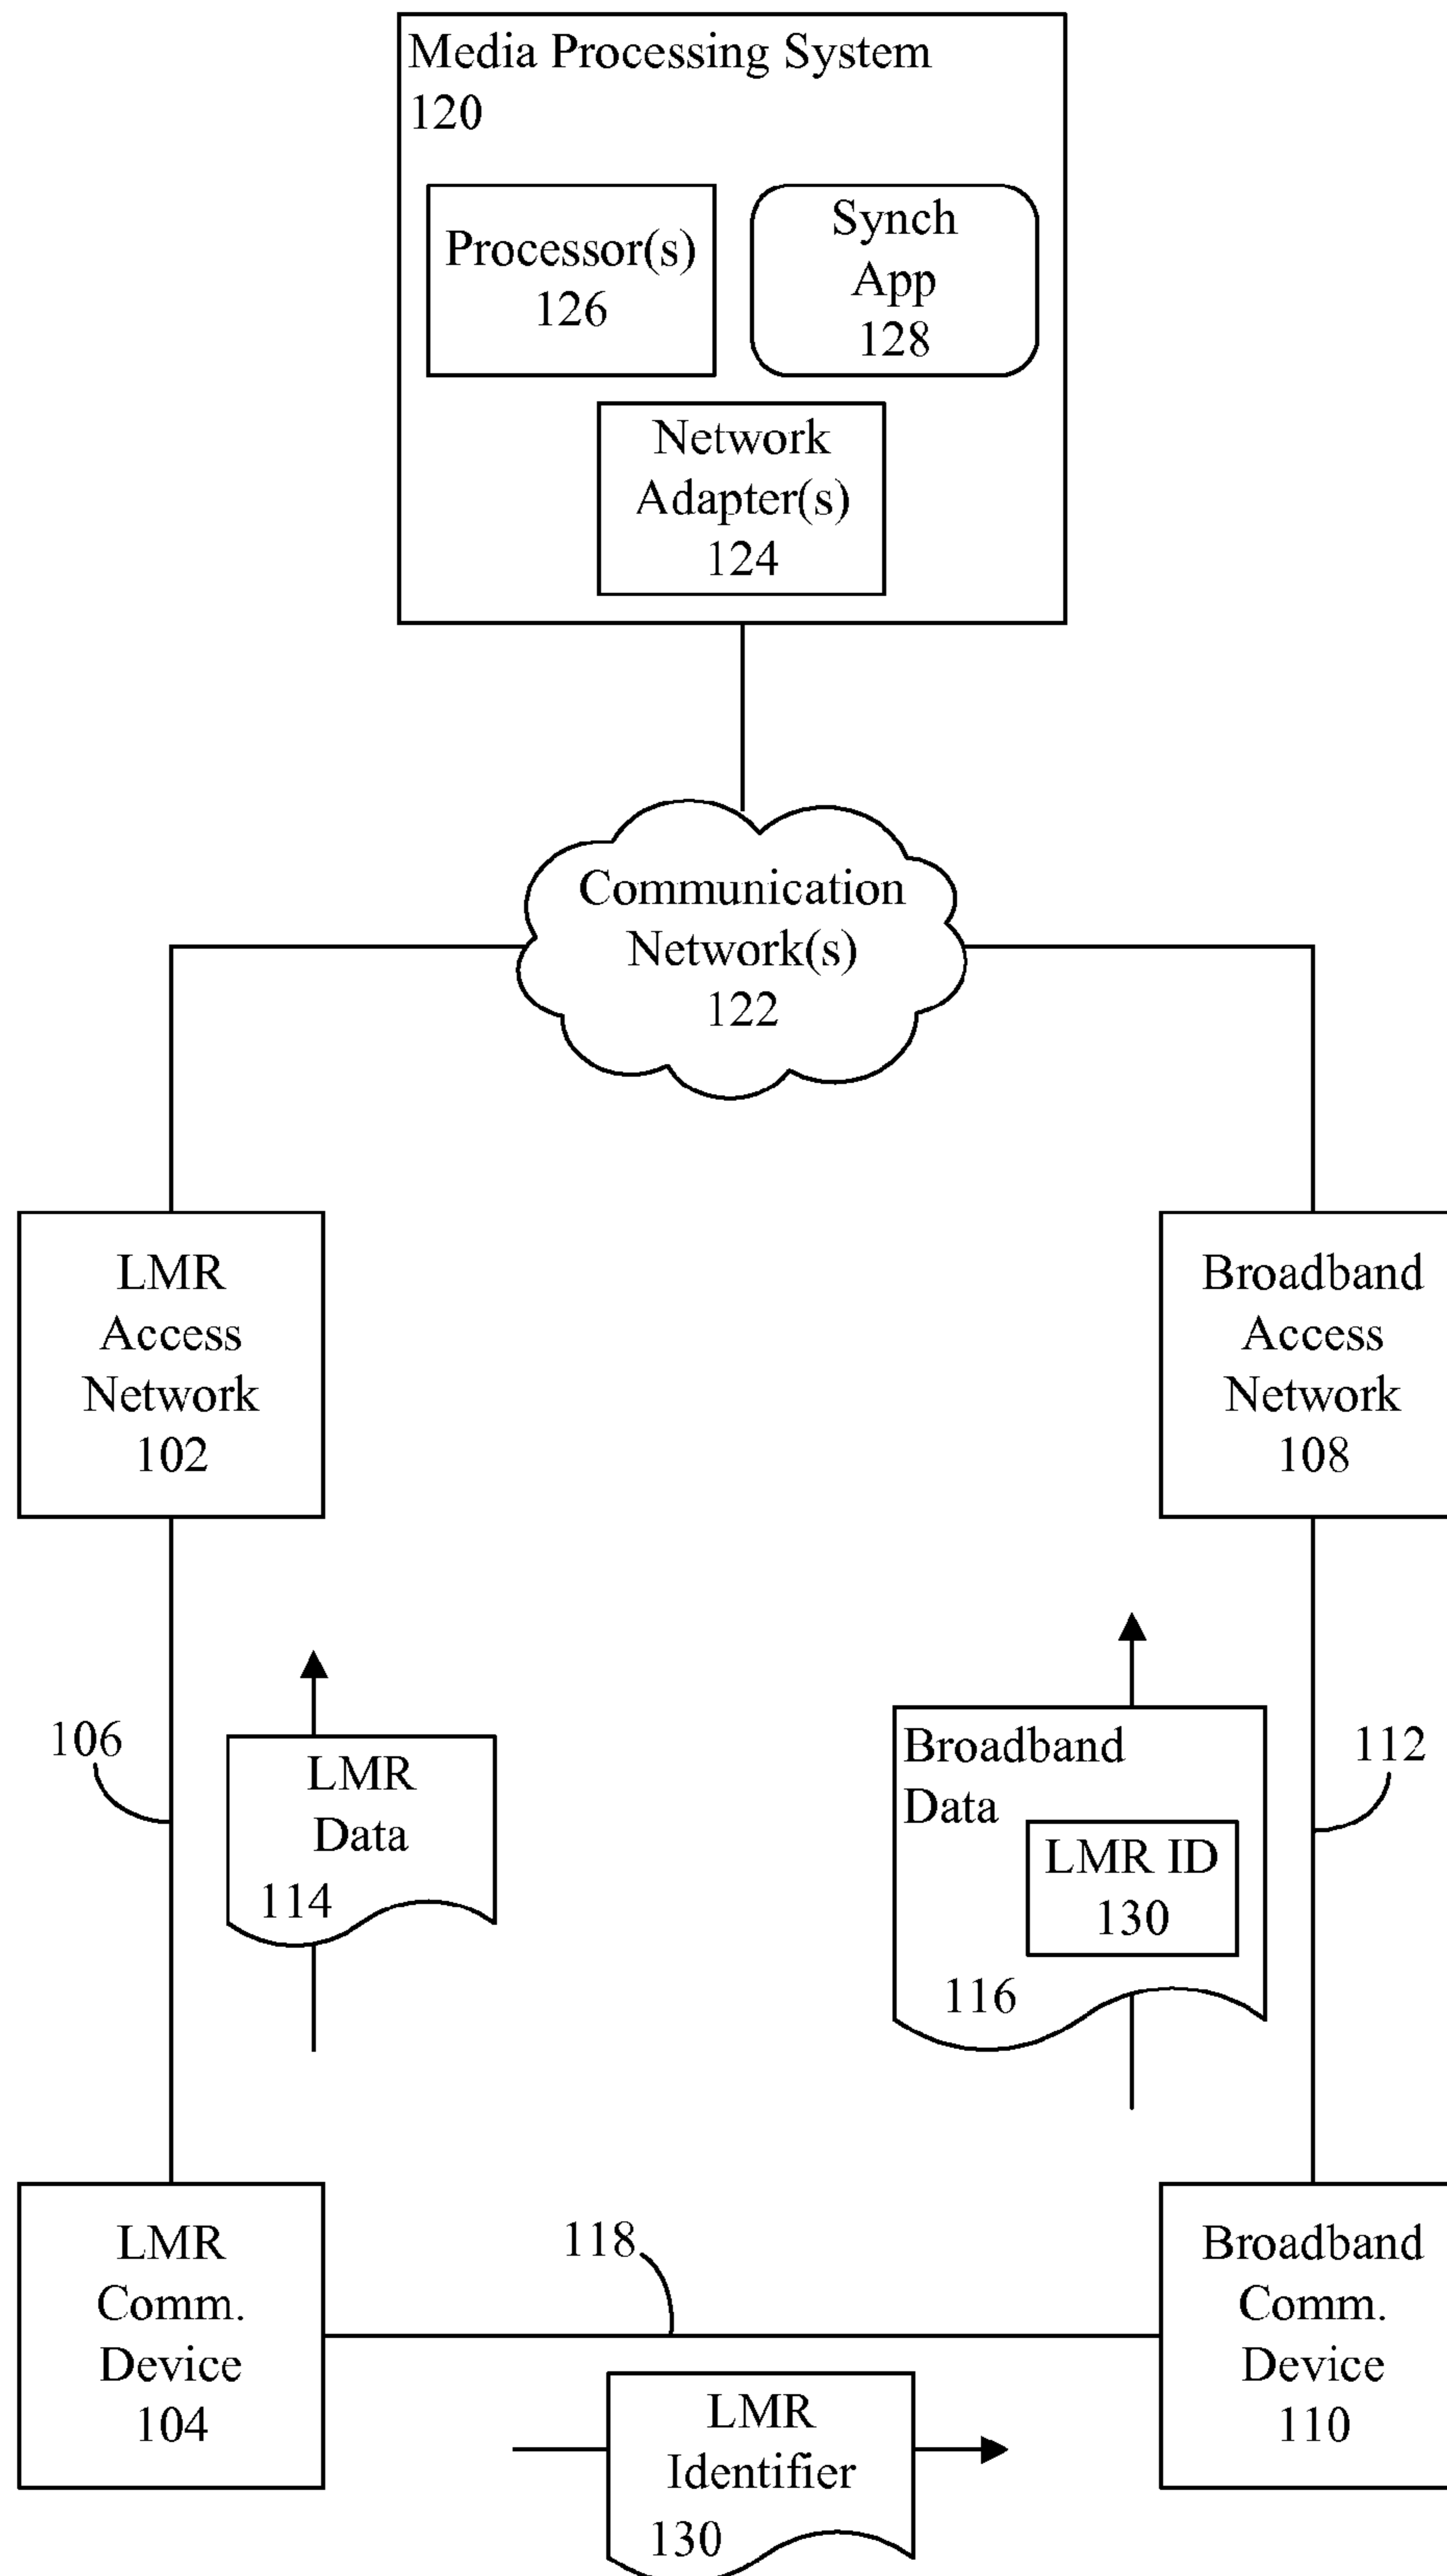 Media Processing System
120
Processor(s)
126
Synch
App
128
Network
Adapter(s)
124
Communication
Network(s)
122
LMR
Access
Network
102
Broadband
Access
Network
108
106
LMR
Data
114
Broadband
Data
LMR ID
130
116
112
LMR
Comm.
Device
104
118
LMR
Identifier
130
Broadband
Comm.
Device
110